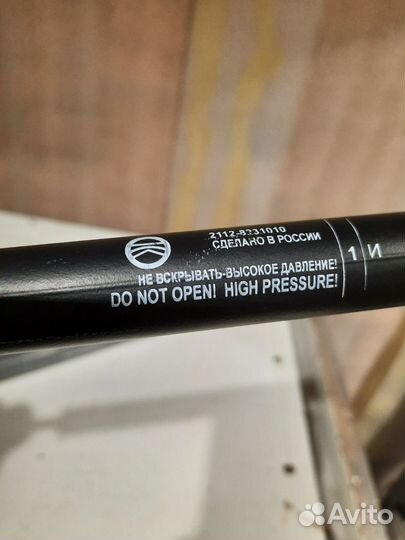 2112-8231010
СДЕЛАНО В РОССИИ
НЕ ВСКРЫВАТЬ-ВЫСОКОЕ ДАВЛЕНИЕ!
DO NOT OPEN! HIGH PRESSURE!
1 И
Avito